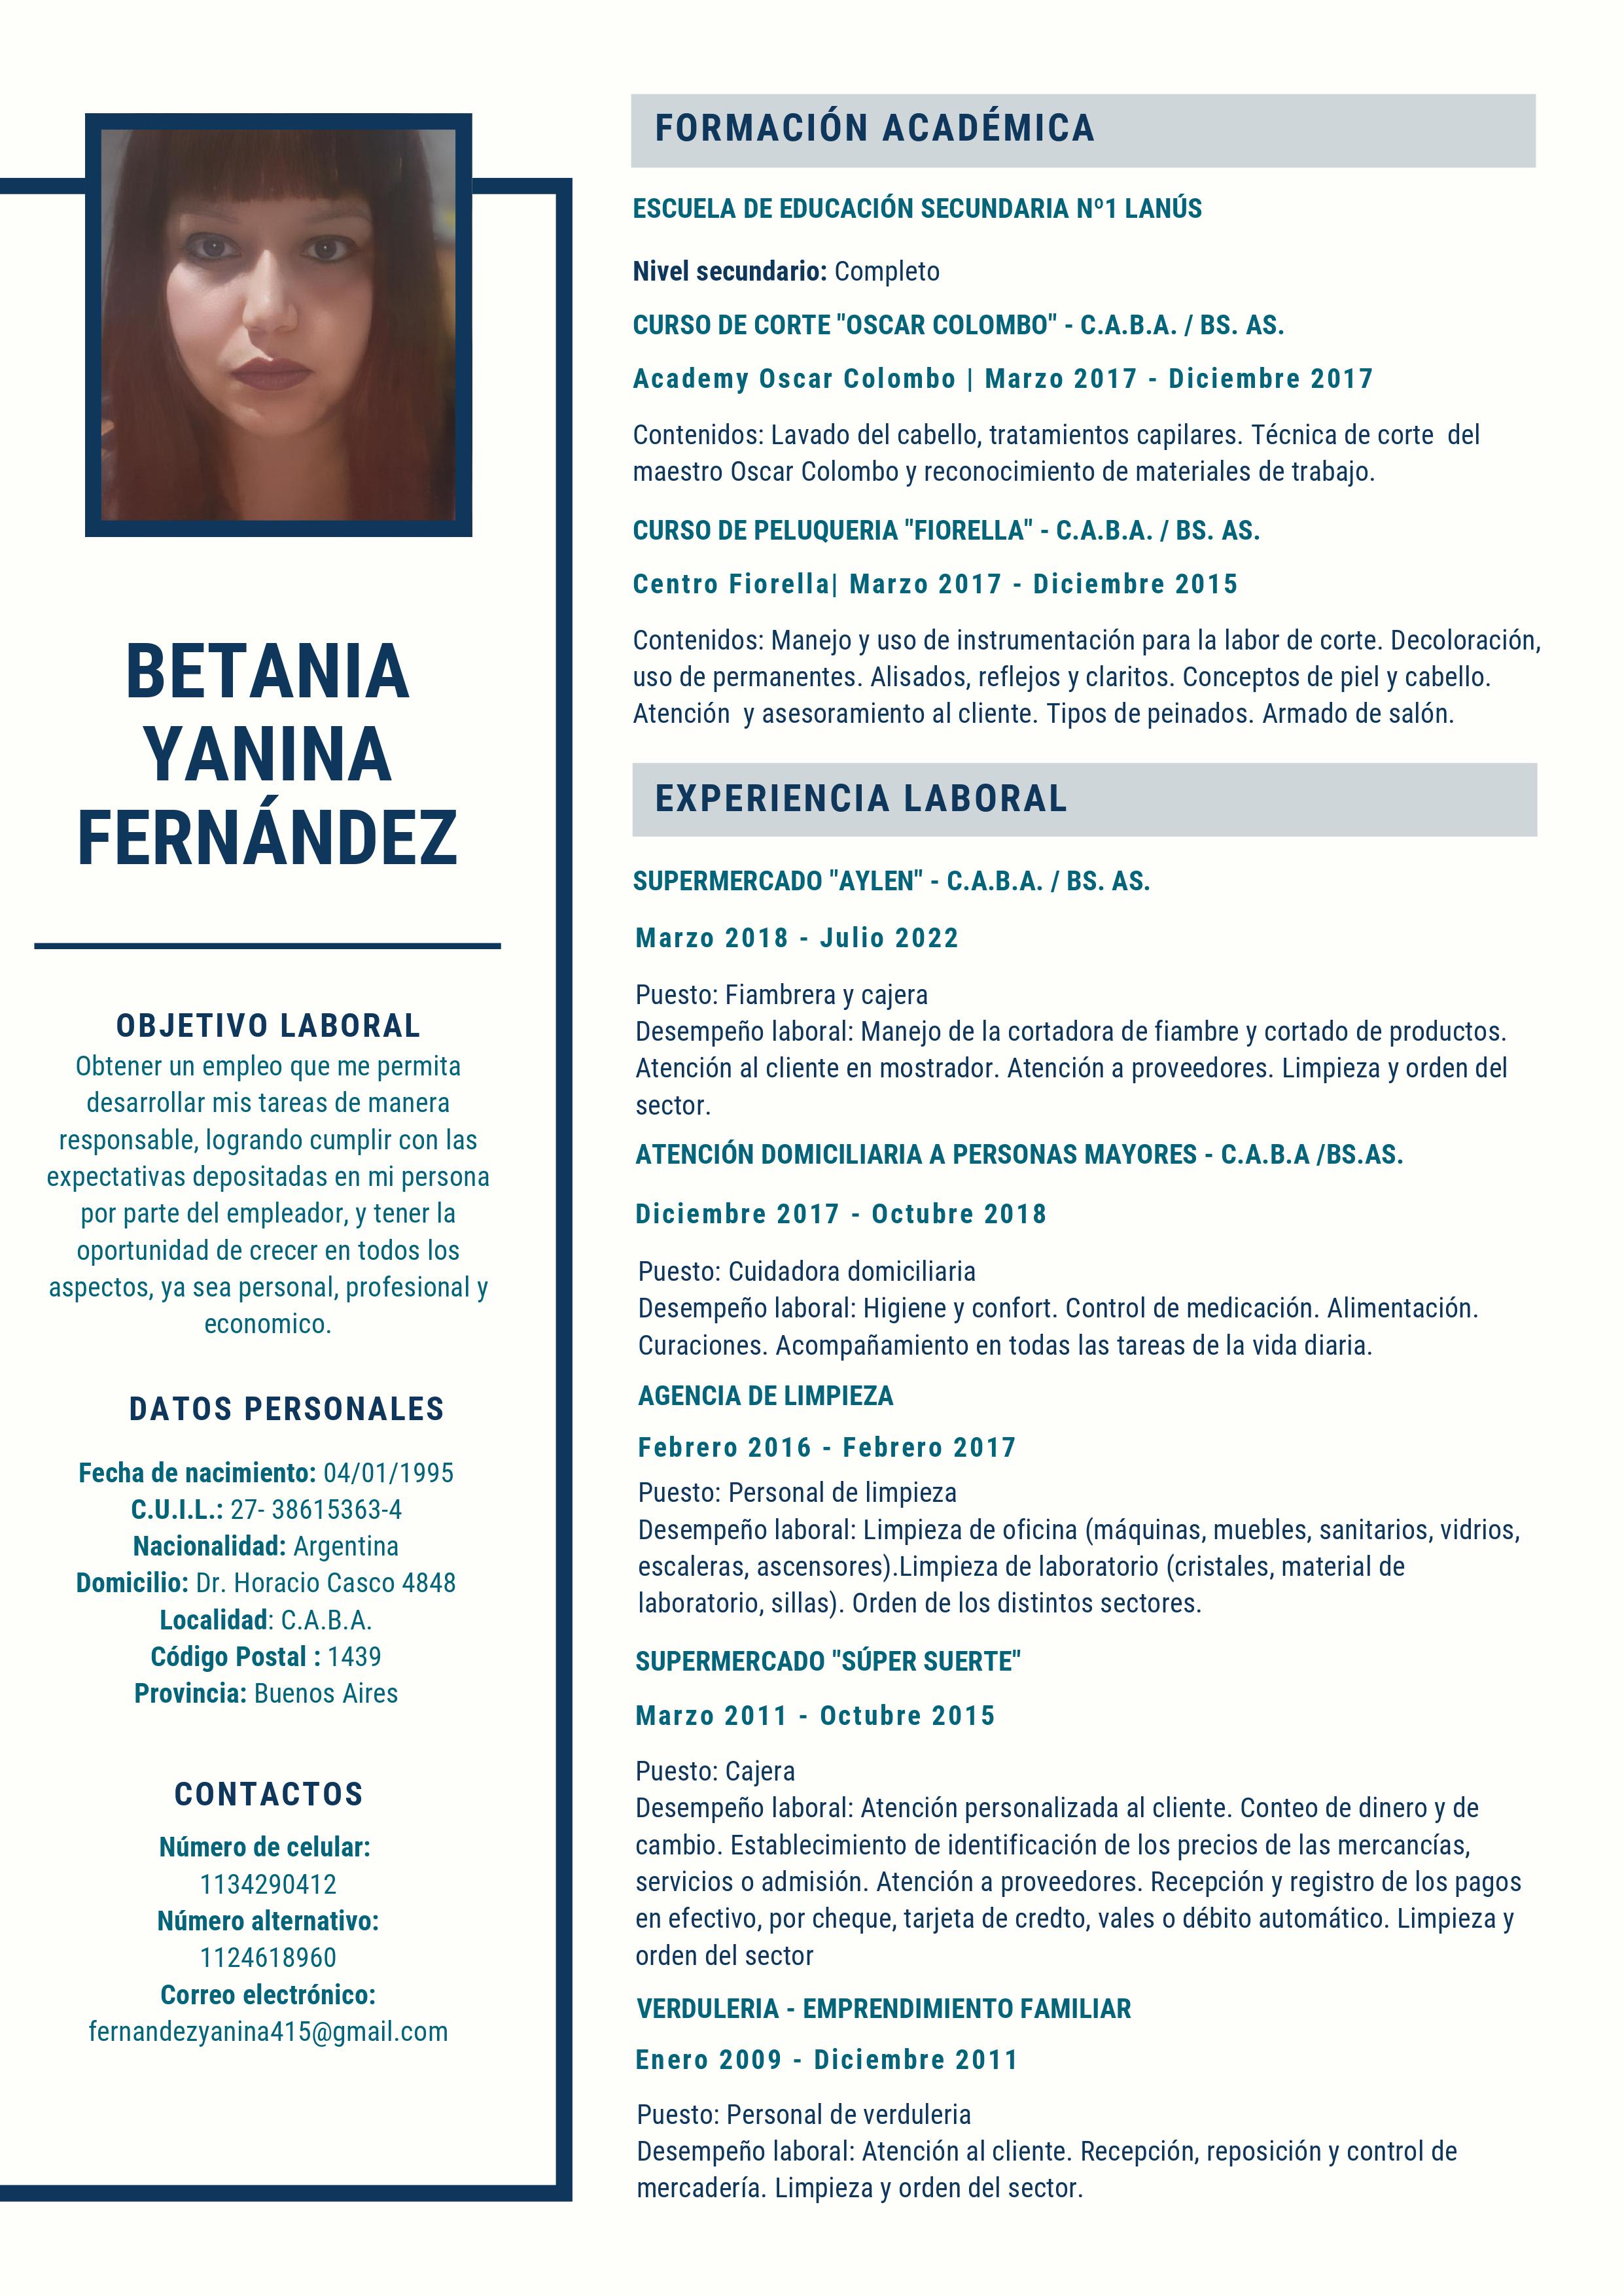 BETANIA
YANINA
FERNÁNDEZ
OBJETIVO LABORAL
Obtener un empleo que me permita
desarrollar mis tareas de manera
responsable, logrando cumplir con las
expectativas depositadas en mi persona
por parte del empleador, y tener la
oportunidad de crecer en todos los
aspectos, ya sea personal, profesional y
economico.
DATOS PERSONALES
Fecha de nacimiento: 04/01/1995
C.U.I.L.: 27- 38615363-4
Nacionalidad: Argentina
Domicilio: Dr. Horacio Casco 4848
Localidad: C.A.B.A.
Código Postal : 1439
Provincia: Buenos Aires
CONTACTOS
Número de celular:
1134290412
Número alternativo:
1124618960
Correo electrónico:
fernandezyanina415@gmail.com
FORMACIÓN ACADÉMICA
ESCUELA DE EDUCACIÓN SECUNDARIA Nº1 LANÚS
Nivel secundario: Completo
CURSO DE CORTE "OSCAR COLOMBO" - C.A.B.A. / BS. AS.
Academy Oscar Colombo | Marzo 2017 - Diciembre 2017
Contenidos: Lavado del cabello, tratamientos capilares. Técnica de corte  del
maestro Oscar Colombo y reconocimiento de materiales de trabajo.
CURSO DE PELUQUERIA "FIORELLA" - C.A.B.A. / BS. AS.
Centro Fiorella| Marzo 2017 - Diciembre 2015
Contenidos: Manejo y uso de instrumentación para la labor de corte. Decoloración,
uso de permanentes. Alisados, reflejos y claritos. Conceptos de piel y cabello.
Atención  y asesoramiento al cliente. Tipos de peinados. Armado de salón.
EXPERIENCIA LABORAL
SUPERMERCADO "AYLEN" - C.A.B.A. / BS. AS.
Marzo 2018 - Julio 2022
Puesto: Fiambrera y cajera
Desempeño laboral: Manejo de la cortadora de fiambre y cortado de productos.
Atención al cliente en mostrador. Atención a proveedores. Limpieza y orden del
sector.
ATENCIÓN DOMICILIARIA A PERSONAS MAYORES - C.A.B.A /BS.AS.
Diciembre 2017 - Octubre 2018
Puesto: Cuidadora domiciliaria
Desempeño laboral: Higiene y confort. Control de medicación. Alimentación.
Curaciones. Acompañamiento en todas las tareas de la vida diaria.
AGENCIA DE LIMPIEZA
Febrero 2016 - Febrero 2017
Puesto: Personal de limpieza
Desempeño laboral: Limpieza de oficina (máquinas, muebles, sanitarios, vidrios,
escaleras, ascensores).Limpieza de laboratorio (cristales, material de
laboratorio, sillas). Orden de los distintos sectores.
SUPERMERCADO "SÚPER SUERTE"
Marzo 2011 - Octubre 2015
Puesto: Cajera
Desempeño laboral: Atención personalizada al cliente. Conteo de dinero y de
cambio. Establecimiento de identificación de los precios de las mercancías,
servicios o admisión. Atención a proveedores. Recepción y registro de los pagos
en efectivo, por cheque, tarjeta de credto, vales o débito automático. Limpieza y
orden del sector
VERDULERIA - EMPRENDIMIENTO FAMILIAR
Enero 2009 - Diciembre 2011
Puesto: Personal de verduleria
Desempeño laboral: Atención al cliente. Recepción, reposición y control de
mercadería. Limpieza y orden del sector.